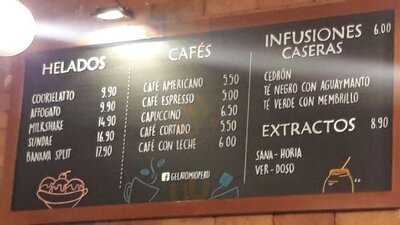 HELADOS
COOKIELATTO 9.90
AFFOGATO 9.90
MILKSHAKE 14.90
SUNDAE 16.90
BANANA SPLIT 17.90
CAFÉS
CAFÉ AMERICANO 5.50
CAFÉ ESPRESSO 5.00
CAPUCCINO 6.50
CAFÉ CORTADO 5.50
CAFÉ CON LECHE 6.00
GELATOMIOPERU
INFUSIONES CASERAS 6.00
CEDRÓN
TÉ NEGRO CON AGUAYMANTO
TÉ VERDE CON MEMBRILLO
EXTRACTOS 8.90
SANA - HORIA
VER - DOSO